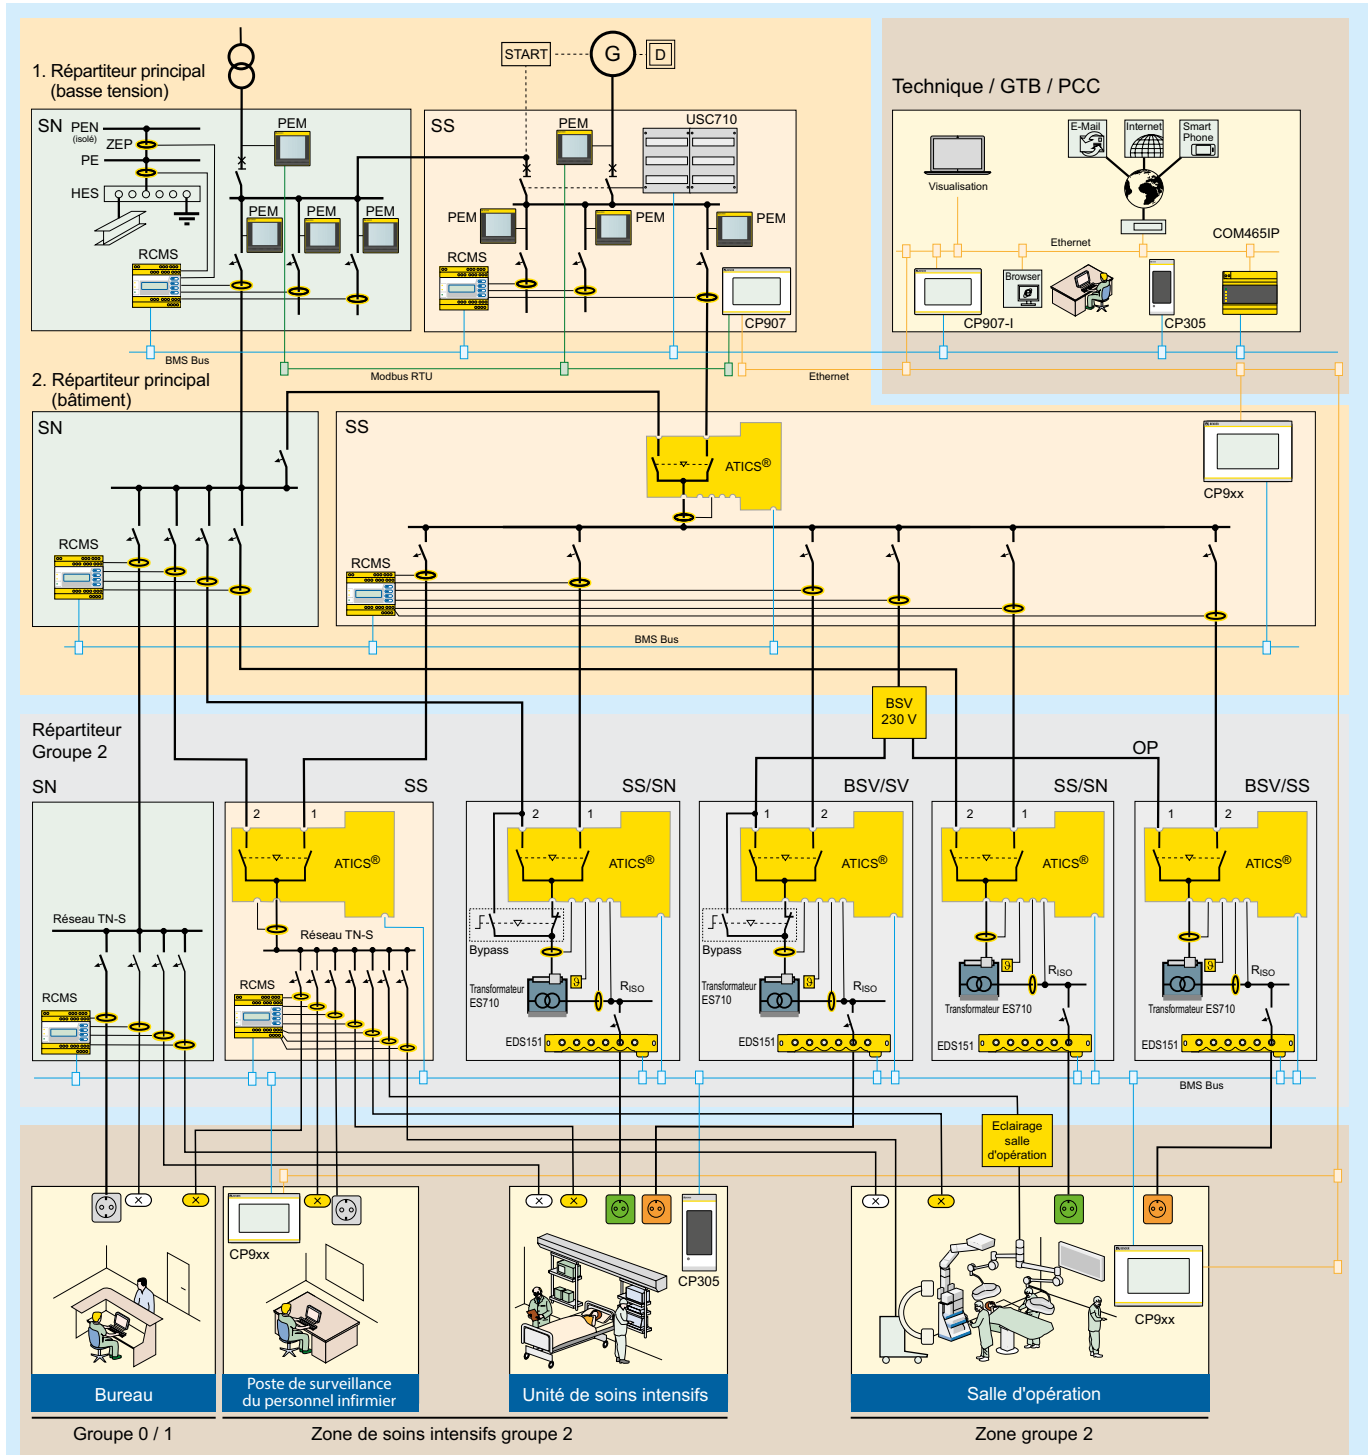 1. Répartiteur principal
(basse tension)
START
G
D
Technique / GTB / PCC
SN
PEN
(isolé)
ZEP
PE
HES
PEM
PEM
PEM
PEM
RCMS
SS
PEM
USC710
PEM
PEM
PEM
RCMS
CP907
E-Mail
Internet
Smart
Phone
Visualisation
Ethernet
COM465IP
Browser
CP907-I
CP305
BMS Bus
Modbus RTU
Ethernet
2. Répartiteur principal
(bâtiment)
SN
RCMS
SS
ATICS®
CP9xx
RCMS
BMS Bus
BSV
230 V
OP
Répartiteur
Groupe 2
SN
SS
SS/SN
BSV/SV
SS/SN
BSV/SS
2 1
2 1
1 2
2 1
1 2
ATICS®
ATICS®
ATICS®
ATICS®
ATICS®
Réseau TN-S
Réseau TN-S
Bypass
Bypass
RCMS
RCMS
Transformateur
ES710
RISO
Transformateur
ES710
RISO
Transformateur ES710
RISO
Transformateur ES710
RISO
EDS151
EDS151
EDS151
EDS151
BMS Bus
Eclairage
salle
d'opération
CP9xx
CP305
CP9xx
Bureau
Poste de surveillance
du personnel infirmier
Unité de soins intensifs
Salle d'opération
Groupe 0 / 1
Zone de soins intensifs groupe 2
Zone groupe 2